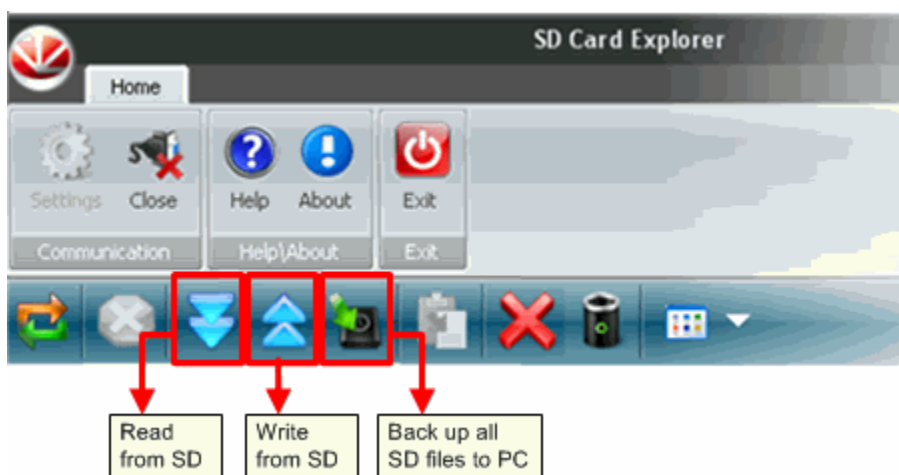 SD Card Explorer
Home
Settings Close Help About Exit
Communication Help\About Exit
Read Write Back up all
from SD from SD SD files to PC